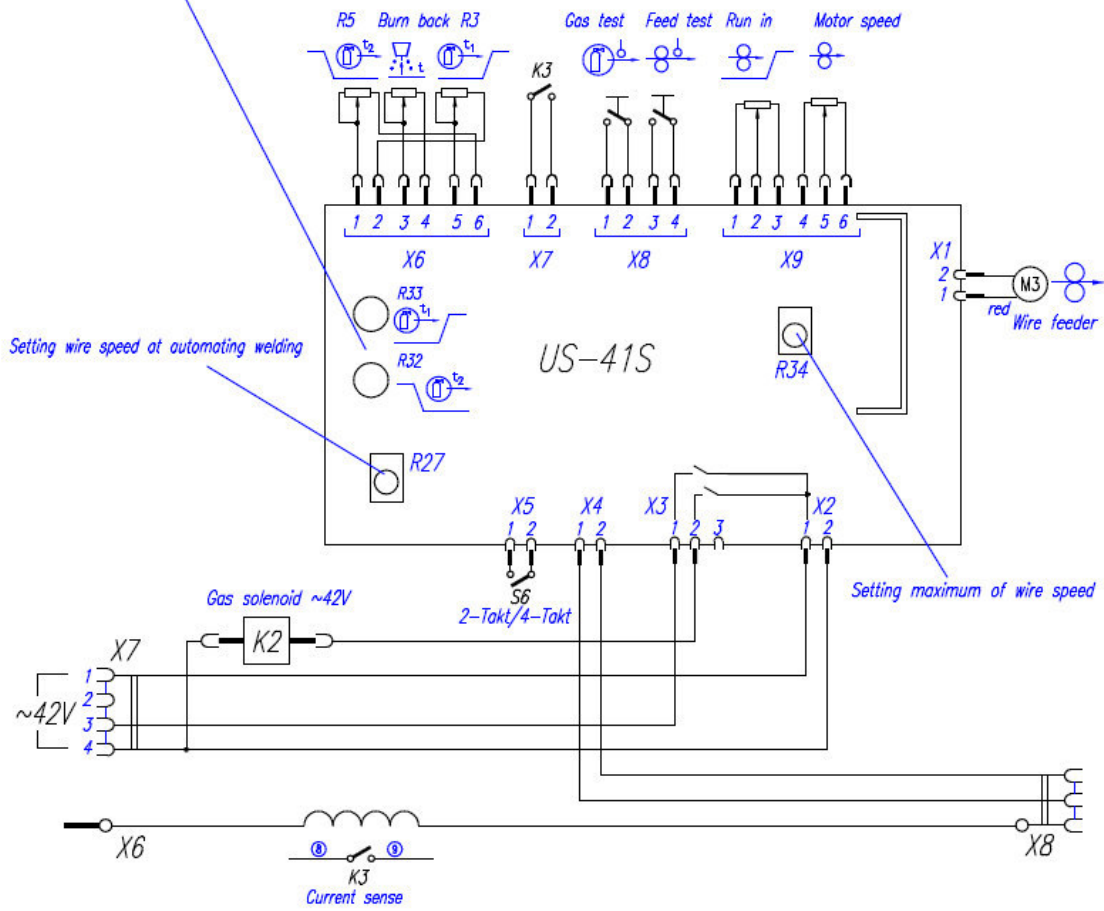 R5 Burn back R3 Gas test Feed test Run in Motor speed
t2 t t1
K3
1 2 3 4 5 6 1 2 1 2 3 4 1 2 3 4 5 6
X6 X7 X8 X9 X1
2
1
M3
red Wire feeder
R33
t1
Setting wire speed at automating welding
R32
t2
US-41S
R34
R27
X5 X4 X3 X2
1 2 1 2 1 2 3 1 2
S6
2-Takt/4-Takt
Setting maximum of wire speed
Gas solenoid ~42V
K2
X7
1
2
~42V
3
4
X6
X8
8 9
K3
Current sense